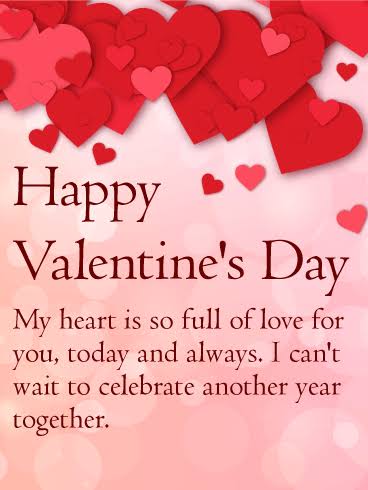 Happy
Valentine's Day
My heart is so full of love for
you, today and always. I can't
wait to celebrate another year
together.